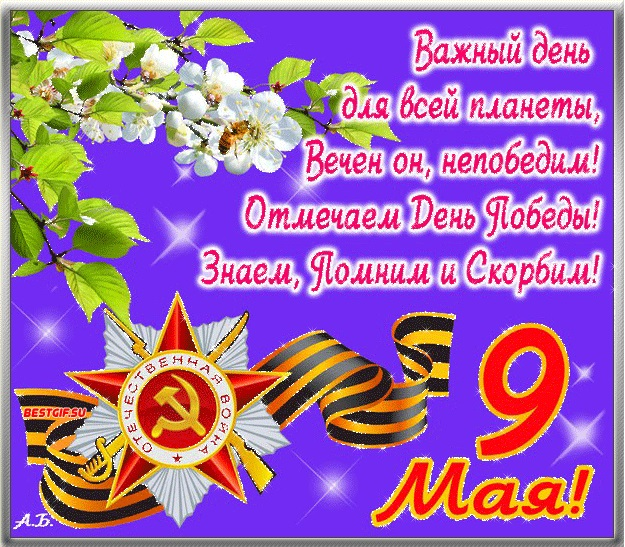 Важный день
для всей планеты,
Вечен он, непобедим!
Отмечаем День Победы!
Знаем, Помним и Скорбим!
ОТЕЧЕСТВЕННАЯ ВОЙНА
BESTGIF.SU
9
Мая!
А.Б.